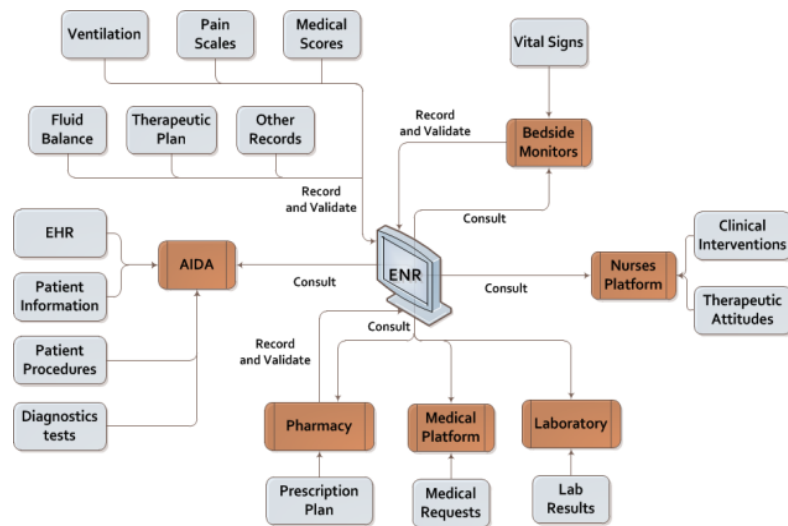 Ventilation
Pain
Scales
Medical
Scores
Vital Signs
Fluid
Balance
Therapeutic
Plan
Other
Records
Record
and Validate
Bedside
Monitors
Record
and Validate
Consult
EHR
AIDA
Patient
Information
Consult
ENR
Consult
Nurses
Platform
Clinical
Interventions
Therapeutic
Attitudes
Patient
Procedures
Record
and Validate
Consult
Diagnostics
tests
Pharmacy
Medical
Platform
Laboratory
Prescription
Plan
Medical
Requests
Lab
Results